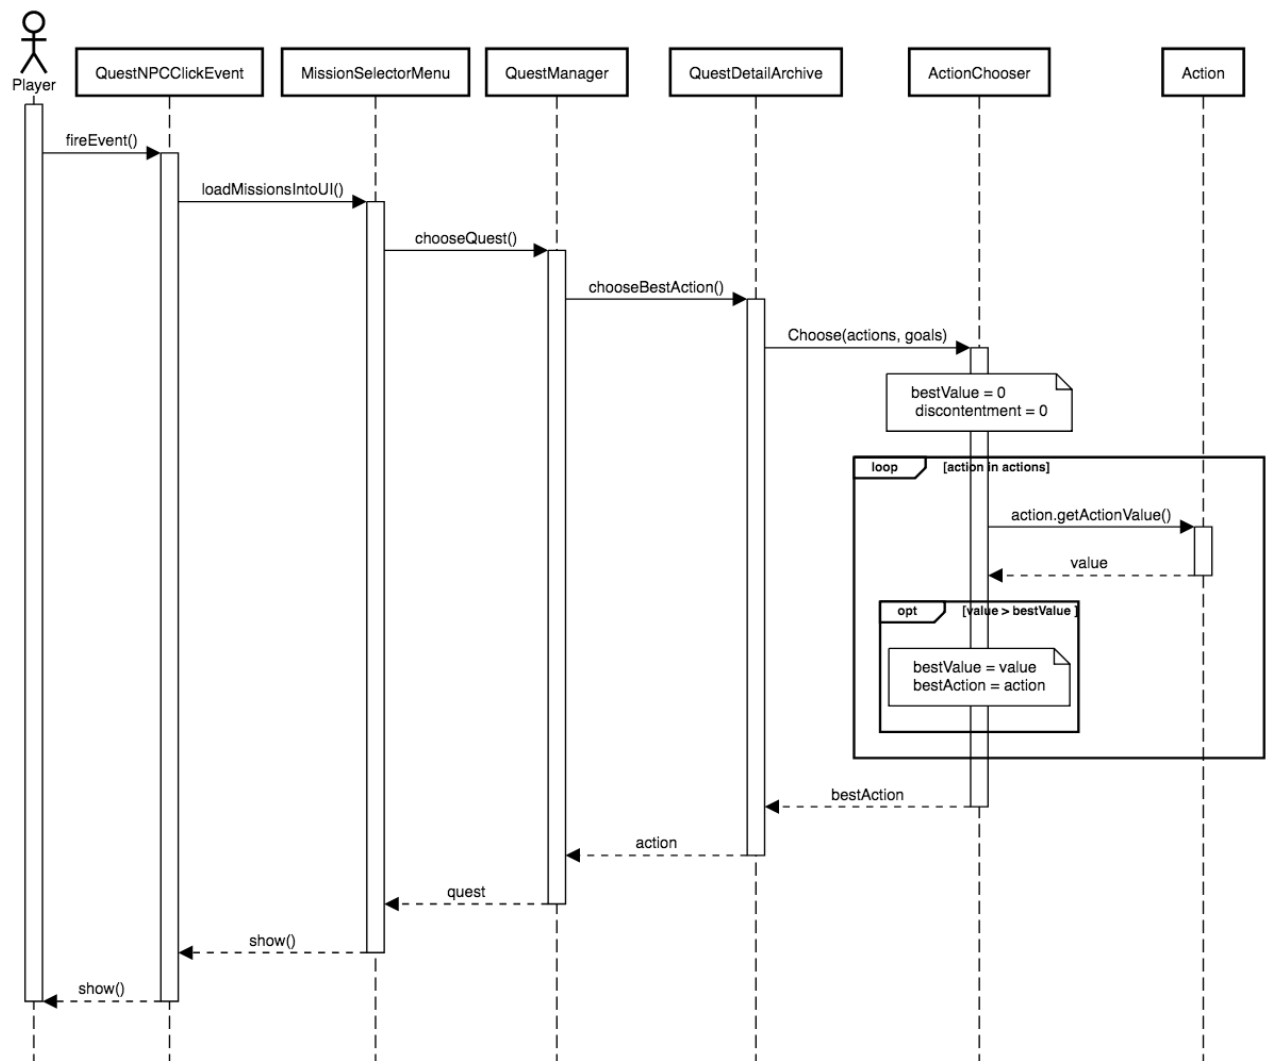 Player
QuestNPCClickEvent
MissionSelectorMenu
QuestManager
QuestDetailArchive
ActionChooser
Action
fireEvent()
loadMissionsIntoUI()
chooseQuest()
chooseBestAction()
Choose(actions, goals)
bestValue = 0
discontentment = 0
loop
[action in actions]
action.getActionValue()
value
opt
[value > bestValue ]
bestValue = value
bestAction = action
bestAction
action
quest
show()
show()